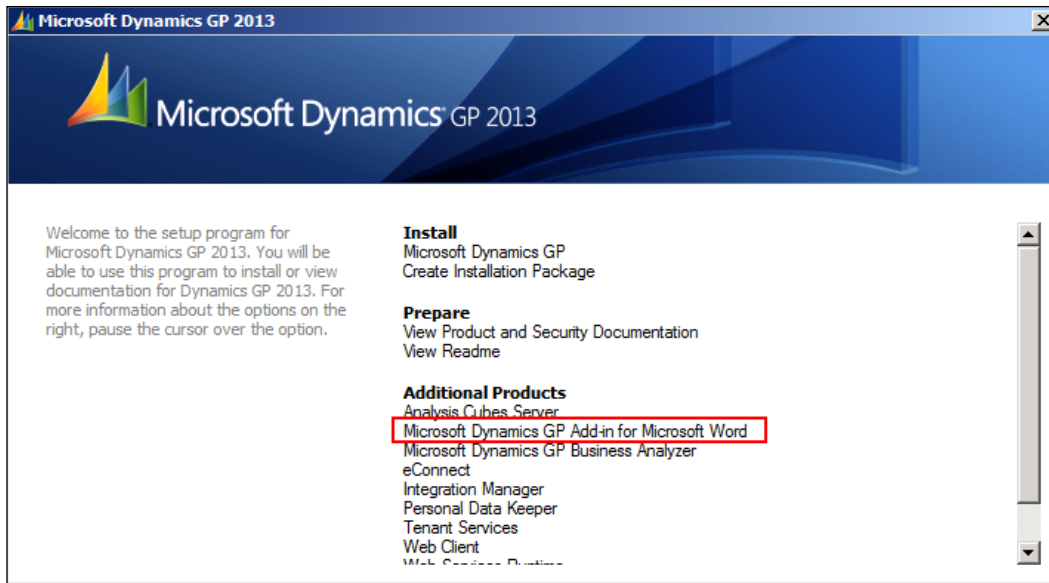 Microsoft Dynamics GP 2013
Microsoft Dynamics GP 2013
Welcome to the setup program for
Microsoft Dynamics GP 2013. You will be
able to use this program to install or view
documentation for Dynamics GP 2013. For
more information about the options on the
right, pause the cursor over the option.
Install
Microsoft Dynamics GP
Create Installation Package
Prepare
View Product and Security Documentation
View Readme
Additional Products
Analysis Cubes Server
Microsoft Dynamics GP Add-in for Microsoft Word
Microsoft Dynamics GP Business Analyzer
eConnect
Integration Manager
Personal Data Keeper
Tenant Services
Web Client
Web Services Runtime